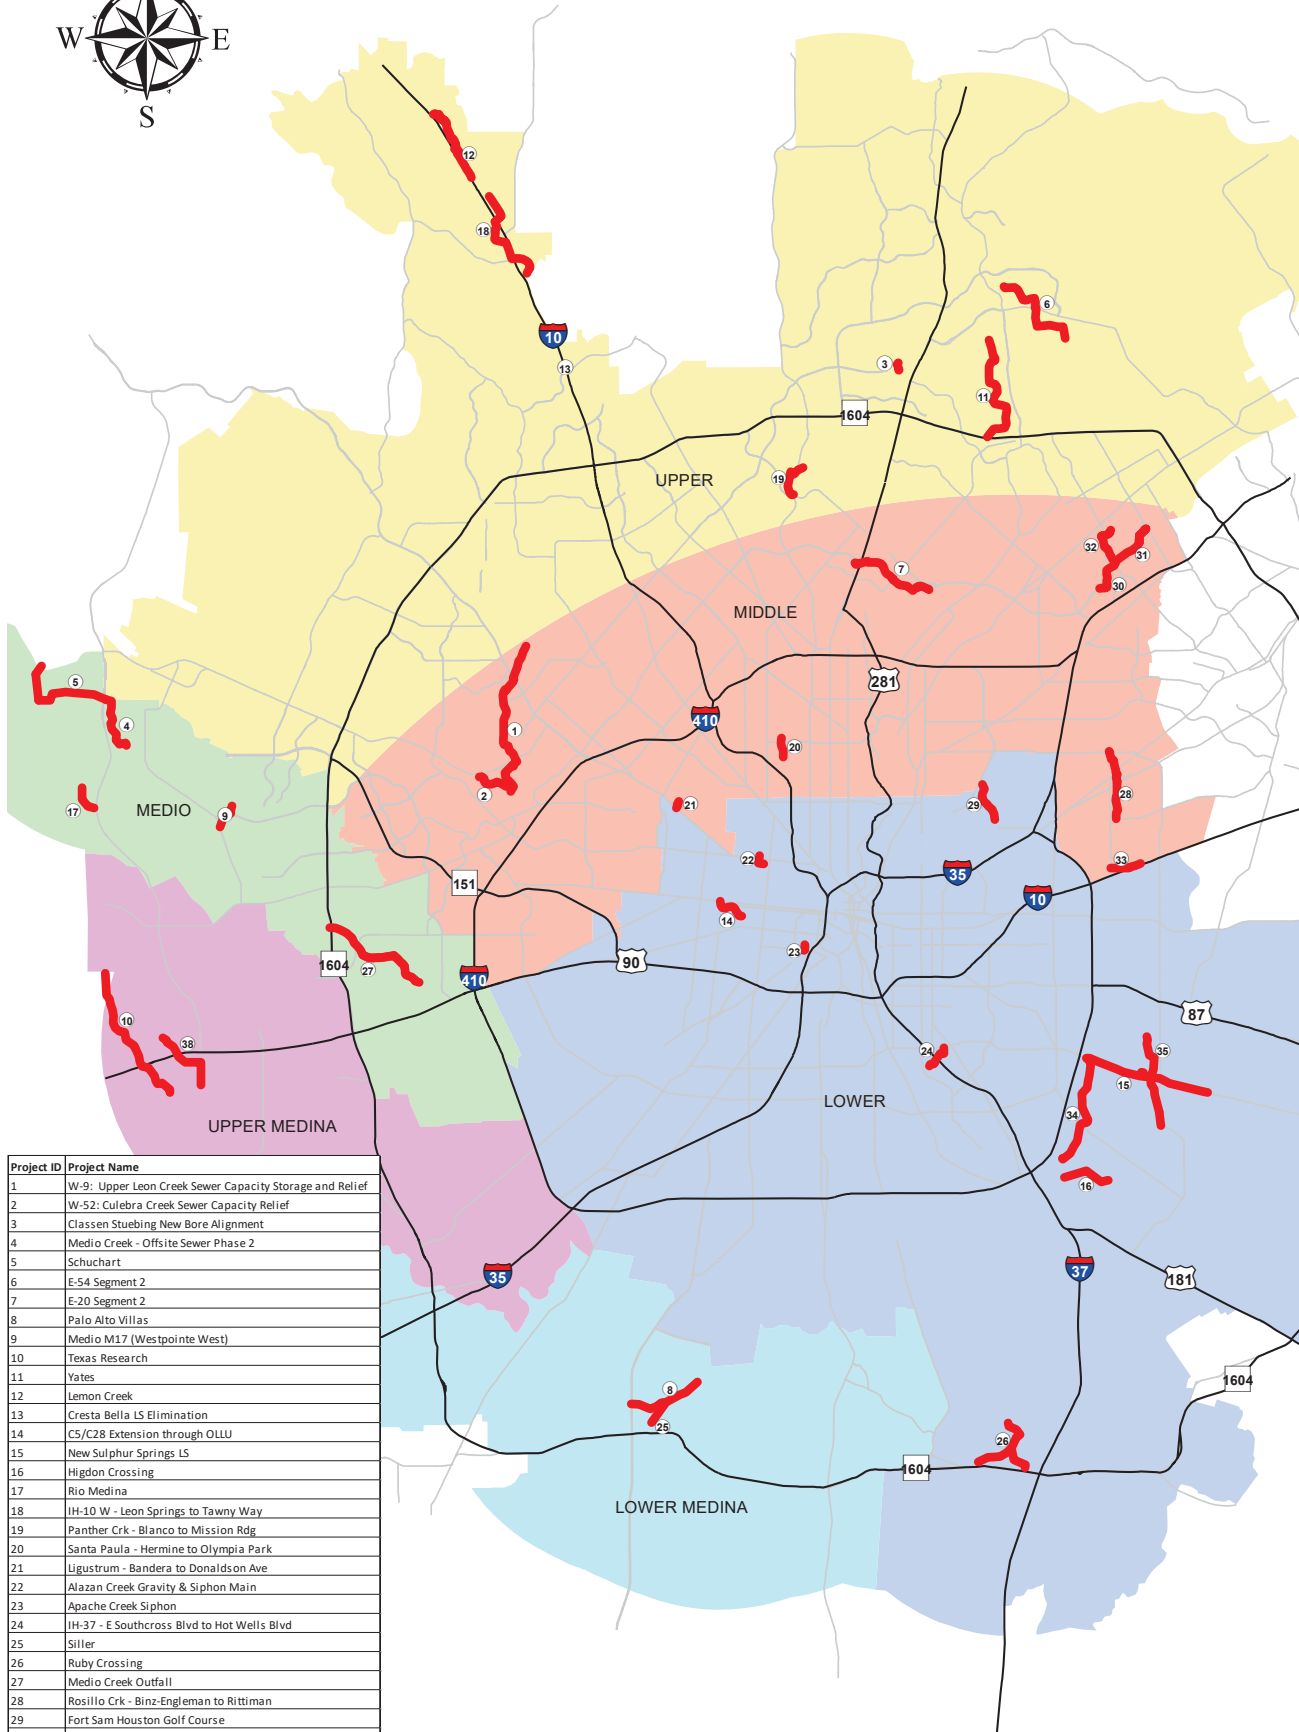 W E
S
12
18
6
10
13
3
11
1604
UPPER
19
32
31
7
30
MIDDLE
5
281
410
4
1
20
2
28
17
MEDIO
9
21
29
22
33
151
35
10
14
23
90
1604
27
410
87
10
38
24
35
15
LOWER
34
UPPER MEDINA
16
35
37
181
1604
8
25
26
1604
LOWER MEDINA
Project ID Project Name
1 W-9: Upper Leon Creek Sewer Capacity Storage and Relief
2 W-52: Culebra Creek Sewer Capacity Relief
3 Classen Stuebing New Bore Alignment
4 Medio Creek - Offsite Sewer Phase 2
5 Schuchart
6 E-54 Segment 2
7 E-20 Segment 2
8 Palo Alto Villas
9 Medio M17 (Westpointe West)
10 Texas Research
11 Yates
12 Lemon Creek
13 Cresta Bella LS Elimination
14 C5/C28 Extension through OLLU
15 New Sulphur Springs LS
16 Higdon Crossing
17 Rio Medina
18 IH-10 W - Leon Springs to Tawny Way
19 Panther Crk - Blanco to Mission Rdg
20 Santa Paula - Hermine to Olympia Park
21 Ligustrum - Bandera to Donaldson Ave
22 Alazan Creek Gravity & Siphon Main
23 Apache Creek Siphon
24 IH-37 - E Southcross Blvd to Hot Wells Blvd
25 Siller
26 Ruby Crossing
27 Medio Creek Outfall
28 Rosillo Crk - Binz-Engleman to Rittiman
29 Fort Sam Houston Golf Course